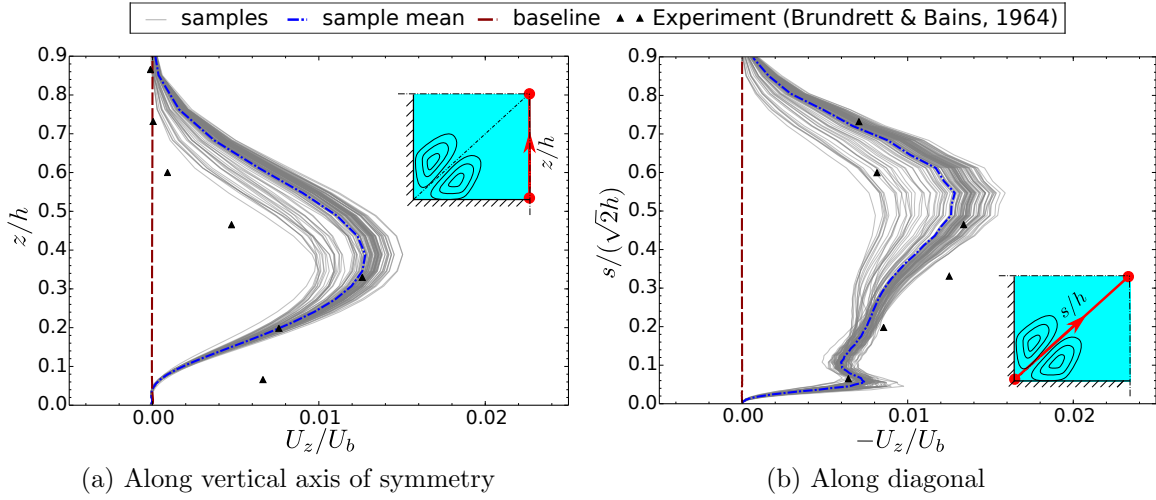 samples sample mean baseline Experiment (Brundrett & Bains, 1964)
0.9
0.8
0.7
0.6
0.5
0.4
0.3
0.2
0.1
0.0
z/h
0.00 0.01 0.02
U_z/U_b
z/h
(a) Along vertical axis of symmetry
0.9
0.8
0.7
0.6
0.5
0.4
0.3
0.2
0.1
0.0
s/(√2h)
0.00 0.01 0.02
−U_z/U_b
s/h
(b) Along diagonal